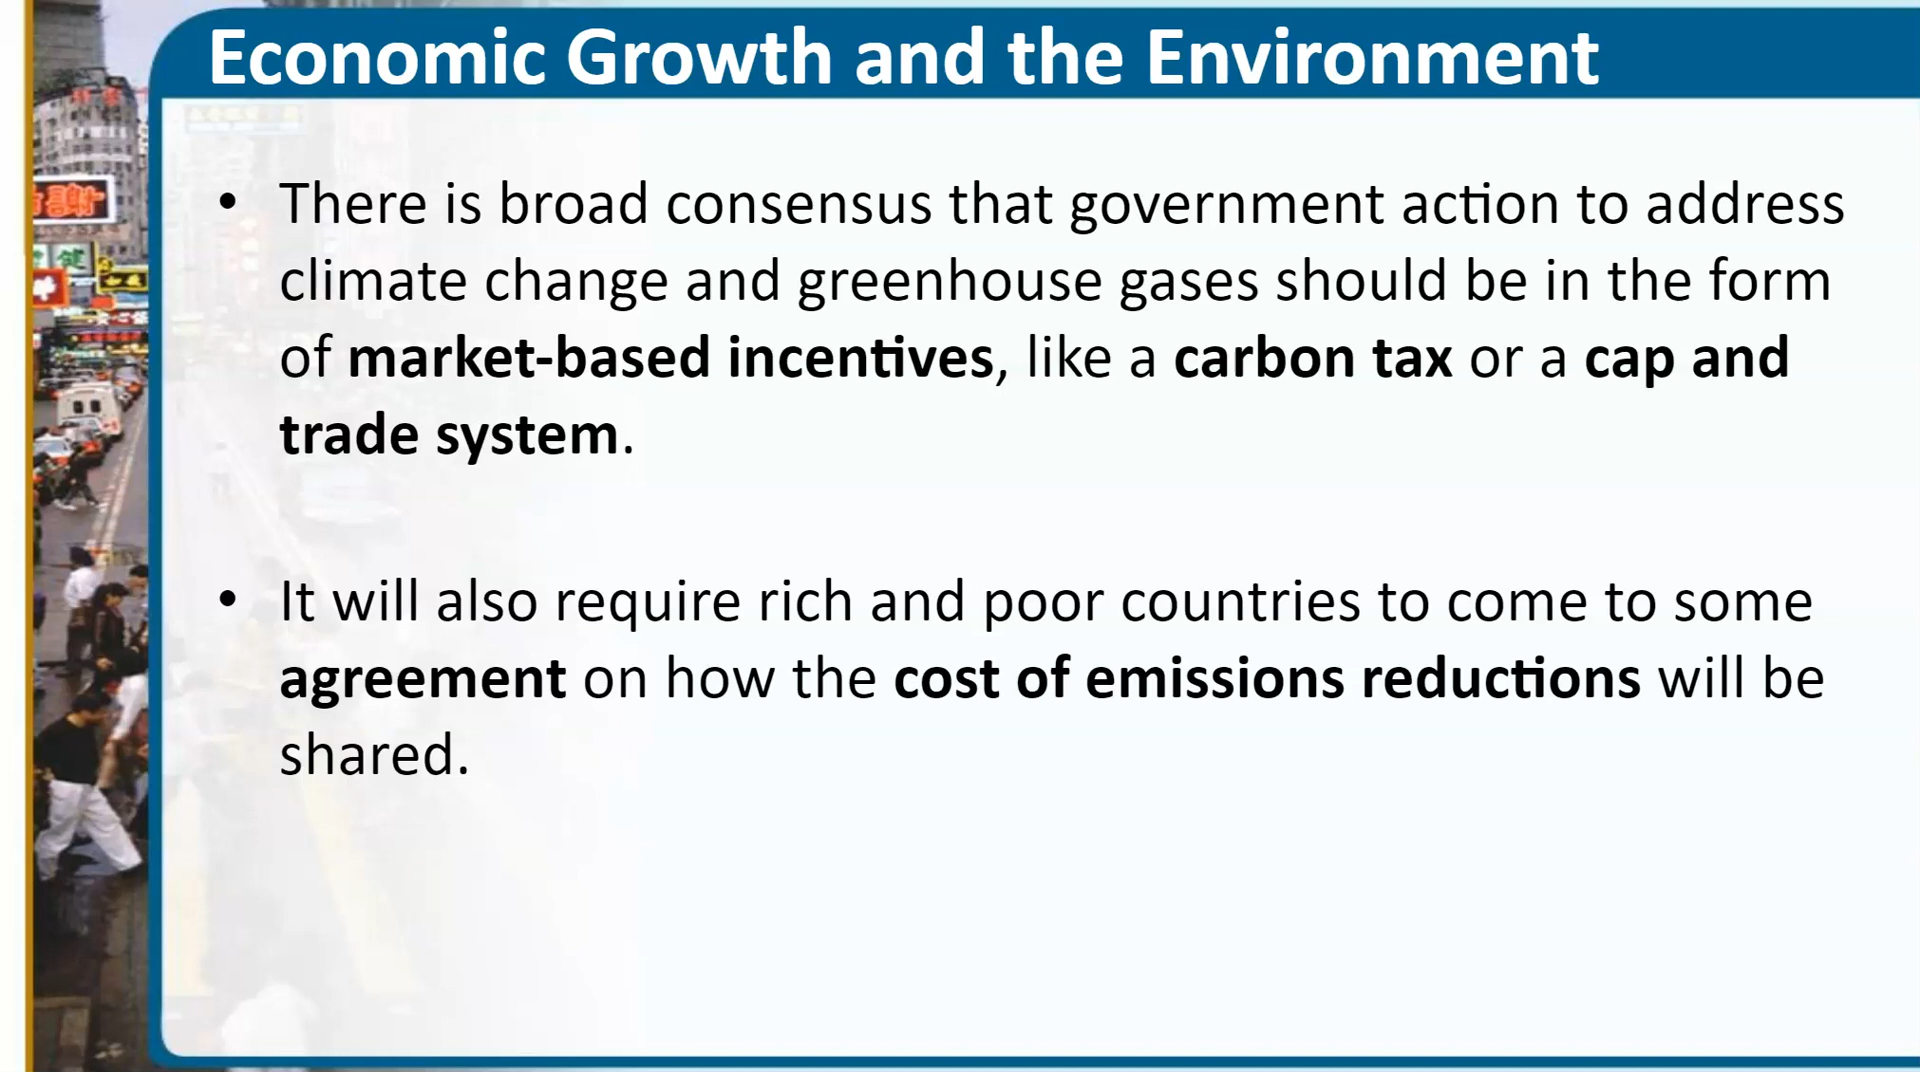 Economic Growth and the Environment
• There is broad consensus that government action to address
climate change and greenhouse gases should be in the form
of market-based incentives, like a carbon tax or a cap and
trade system.
• It will also require rich and poor countries to come to some
agreement on how the cost of emissions reductions will be
shared.